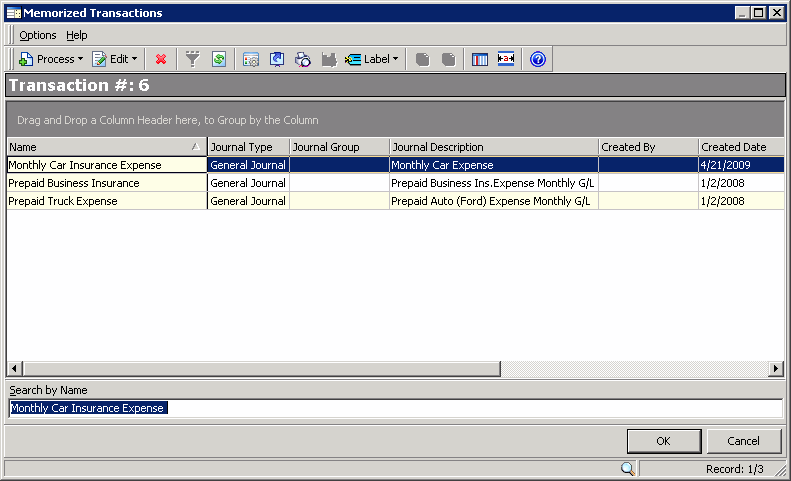 Memorized Transactions
Options Help
Process Edit Label
Transaction #: 6
Drag and Drop a Column Header here, to Group by the Column
Name Journal Type Journal Group Journal Description Created By Created Date
Monthly Car Insurance Expense General Journal Monthly Car Expense 4/21/2009
Prepaid Business Insurance General Journal Prepaid Business Ins.Expense Monthly G/L 1/2/2008
Prepaid Truck Expense General Journal Prepaid Auto (Ford) Expense Monthly G/L 1/2/2008
Search by Name
Monthly Car Insurance Expense
OK Cancel
Record: 1/3